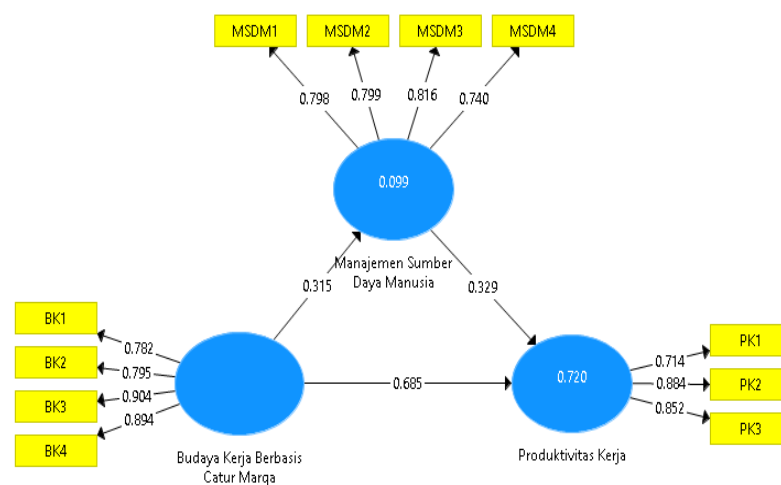 MSDM1 MSDM2 MSDM3 MSDM4
0.798 0.799 0.816 0.740
0.099
Manajemen Sumber
Daya Manusia
0.315 0.329
BK1
BK2
BK3
BK4
0.782
0.795
0.904
0.894
0.685
0.720
0.714
0.884
0.852
PK1
PK2
PK3
Budaya Kerja Berbasis
Catur Marga
Produktivitas Kerja